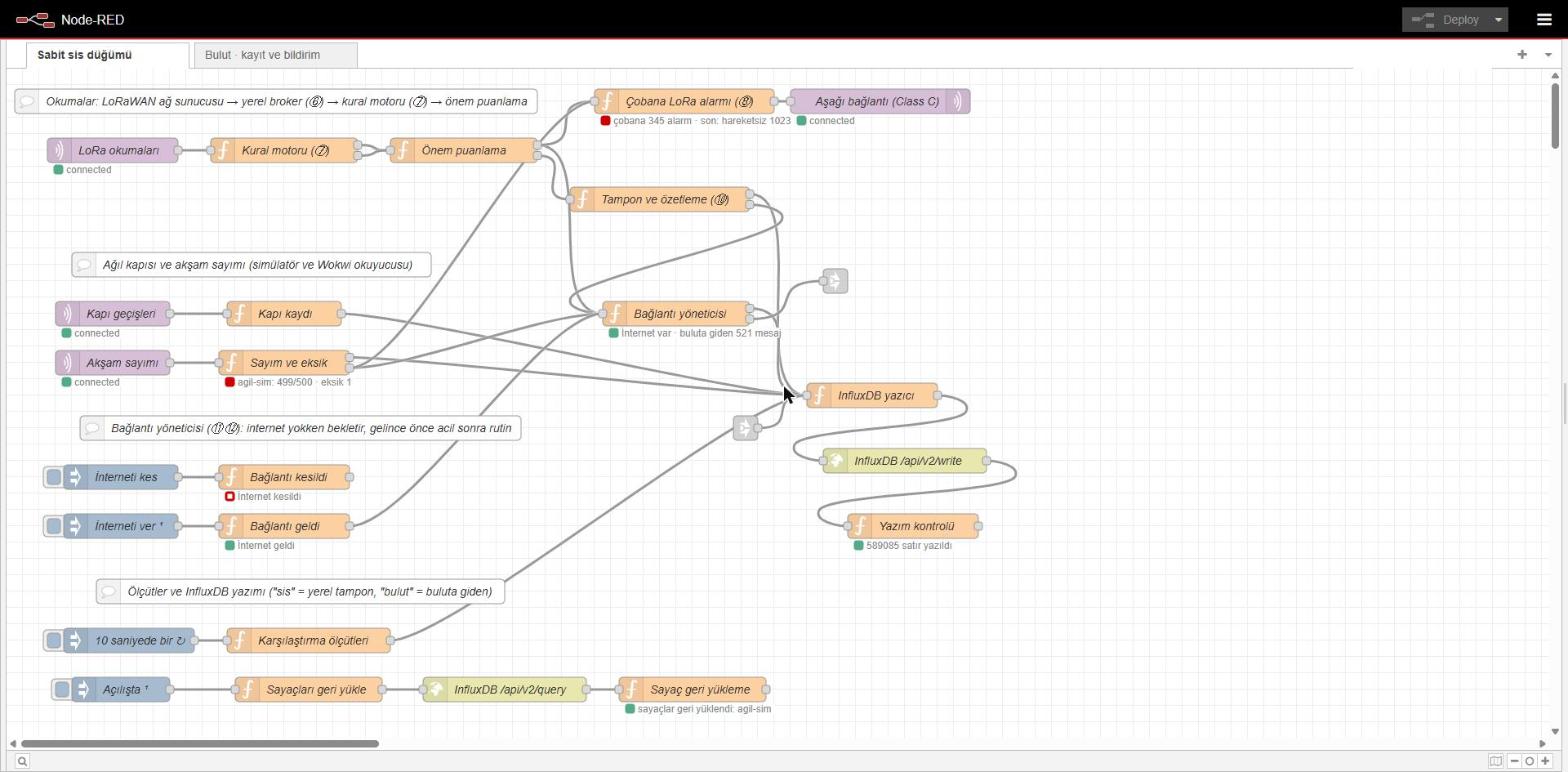 Node-RED
Deploy
Sabit sis düğümü
Bulut · kayıt ve bildirim
Okumalar: LoRaWAN ağ sunucusu → yerel broker (⑥) → kural motoru (⑦) → önem puanlama
Çobana LoRa alarmı (⑧)
Aşağı bağlantı (Class C)
çobana 345 alarm · son: hareketsiz 1023
connected
LoRa okumaları
Kural motoru (⑦)
Önem puanlama
connected
Tampon ve özetleme (⑩)
Ağıl kapısı ve akşam sayımı (simülatör ve Wokwi okuyucusu)
Kapı geçişleri
Kapı kaydı
Bağlantı yöneticisi
connected
İnternet var · buluta giden 521 mesaj
Akşam sayımı
Sayım ve eksik
connected
agil-sim: 499/500 · eksik 1
InfluxDB yazıcı
Bağlantı yöneticisi (⑪⑫): internet yokken bekletir, gelince önce acil sonra rutin
InfluxDB /api/v2/write
İnterneti kes
Bağlantı kesildi
İnternet kesildi
İnterneti ver ¹
Bağlantı geldi
Yazım kontrolü
İnternet geldi
589085 satır yazıldı
Ölçütler ve InfluxDB yazımı ("sis" = yerel tampon, "bulut" = buluta giden)
10 saniyede bir ↻
Karşılaştırma ölçütleri
Açılışta ¹
Sayaçları geri yükle
InfluxDB /api/v2/query
Sayaç geri yükleme
sayaçlar geri yüklendi: agil-sim